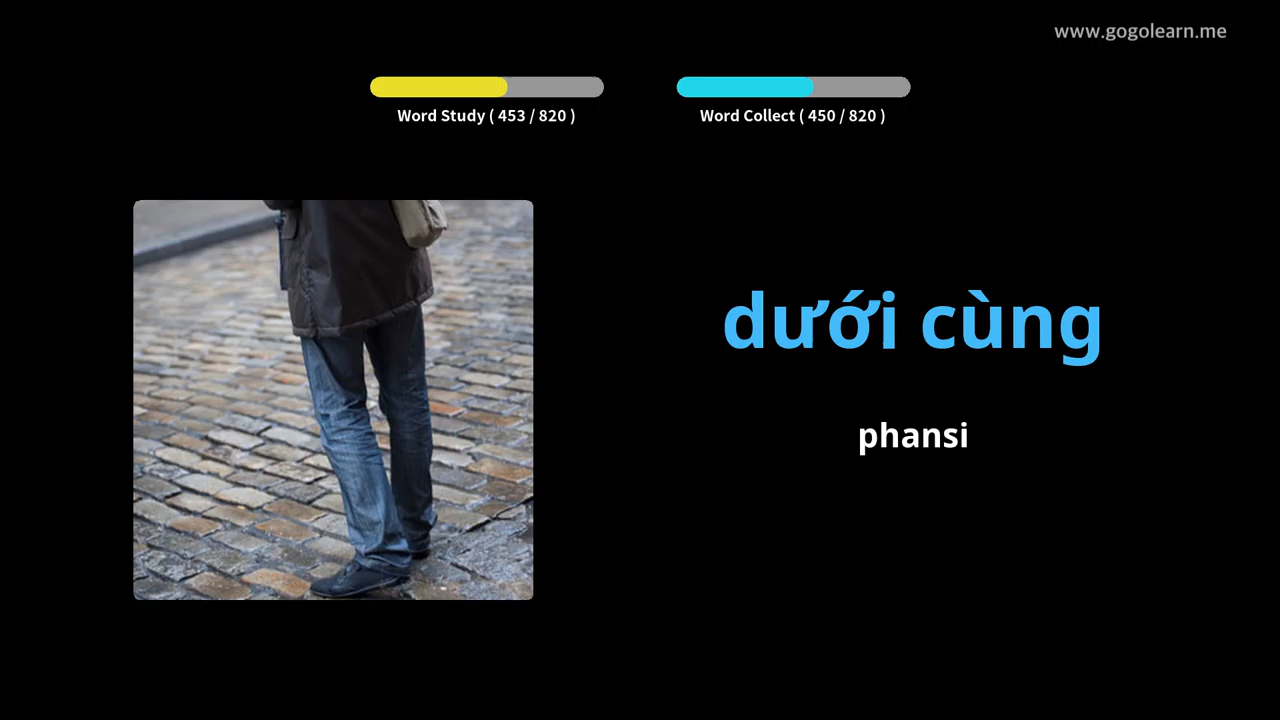 www.gogolearn.me
Word Study ( 453 / 820 )
Word Collect ( 450 / 820 )
dưới cùng
phansi